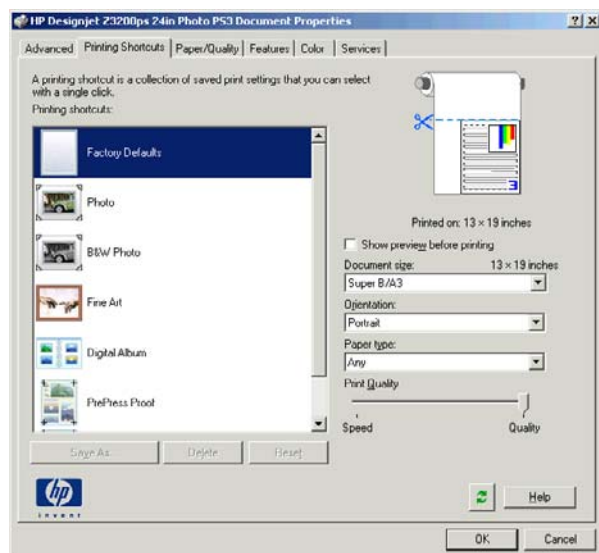 HP Designjet Z3200ps 24in Photo PS3 Document Properties
Advanced Printing Shortcuts Paper/Quality Features Color Services
A printing shortcut is a collection of saved print settings that you can select
with a single click.
Printing shortcuts:
Factory Defaults
Photo
B&W Photo
Fine Art
Digital Album
PrePress Proof
Save As Delete Reset
3
Printed on: 13 × 19 inches
Show preview before printing
Document size: 13 × 19 inches
Super B/A3
Orientation:
Portrait
Paper type:
Any
Print Quality
Speed Quality
hp
invent
Help
OK Cancel